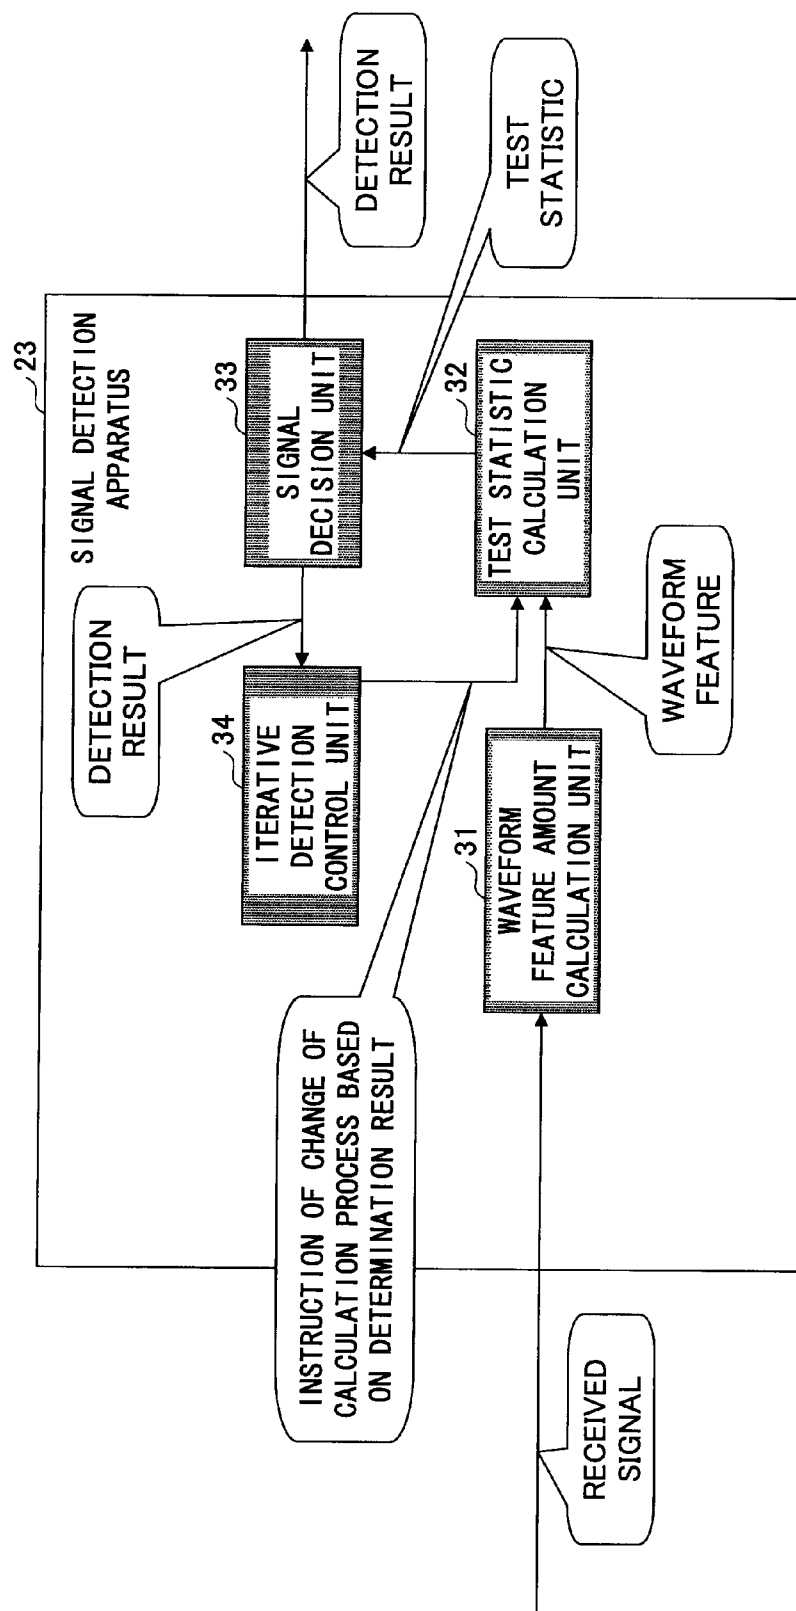 23
SIGNAL DETECTION
APPARATUS
DETECTION
RESULT
34
ITERATIVE
DETECTION
CONTROL UNIT
33
SIGNAL
DECISION UNIT
DETECTION
RESULT
INSTRUCTION OF CHANGE OF
CALCULATION PROCESS BASED
ON DETERMINATION RESULT
31
WAVEFORM
FEATURE AMOUNT
CALCULATION UNIT
32
TEST STATISTIC
CALCULATION
UNIT
TEST
STATISTIC
RECEIVED
SIGNAL
WAVEFORM
FEATURE